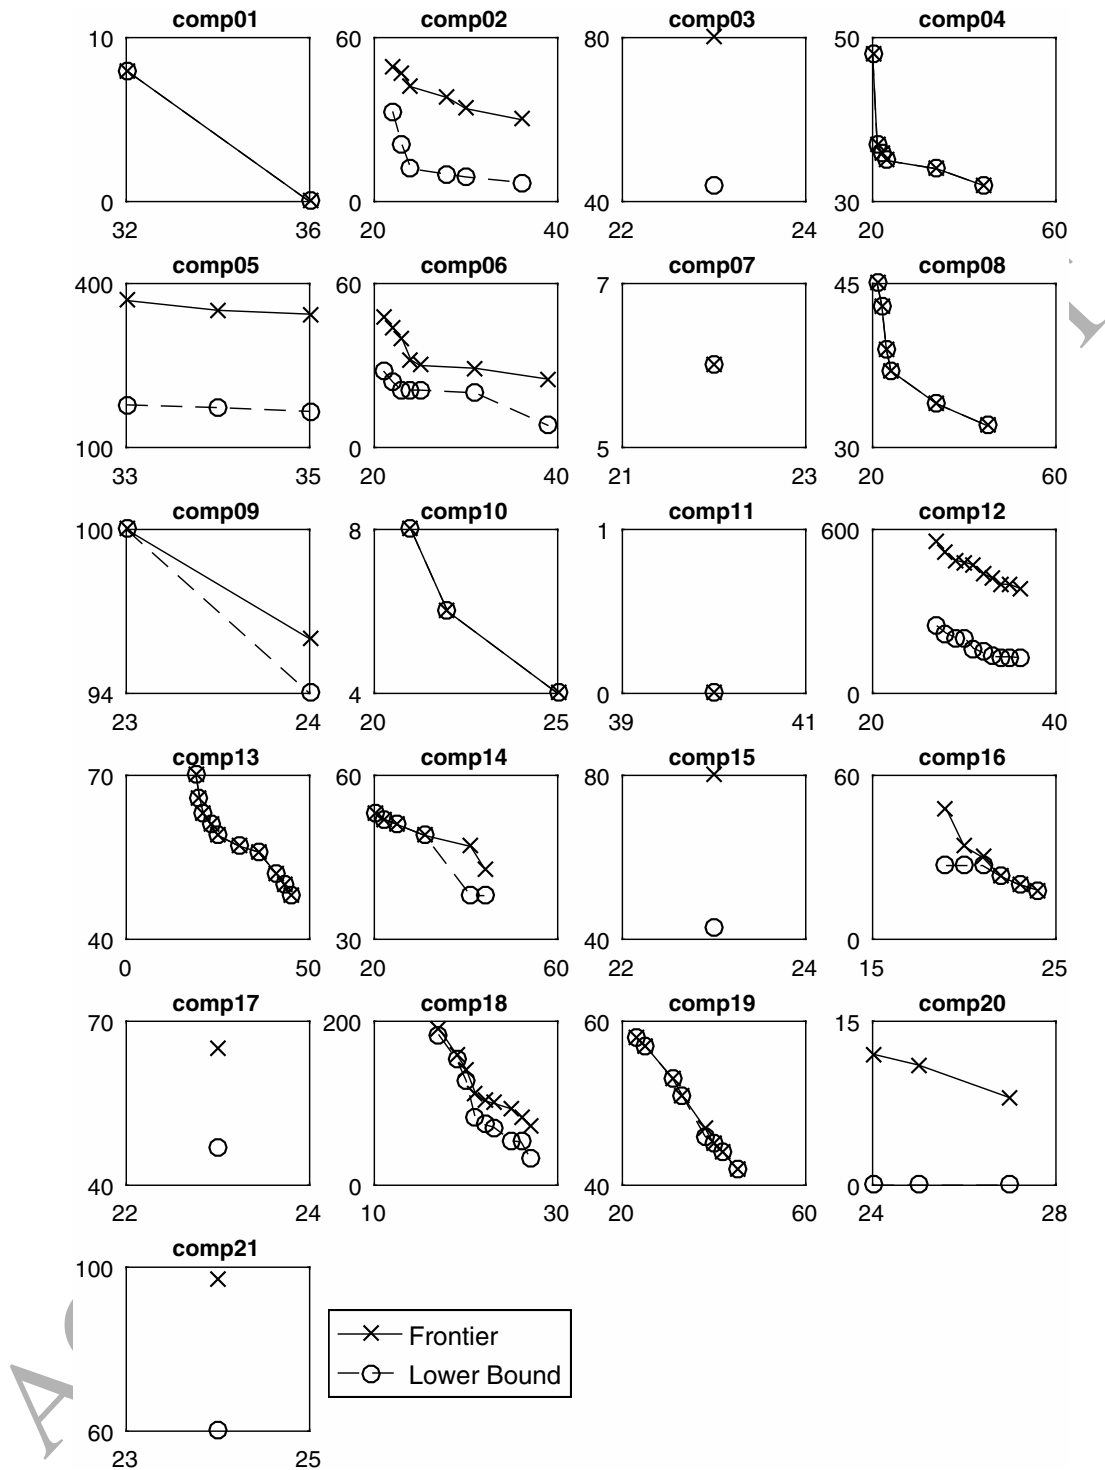 comp01 comp02 comp03 comp04
10 60 80 50
0 0 40 30
32 36 20 40 22 24 20 60
comp05 comp06 comp07 comp08
400 60 7 45
100 0 5 30
33 35 20 40 21 23 20 60
comp09 comp10 comp11 comp12
100 8 1 600
94 4 0 0
23 24 20 25 39 41 20 40
comp13 comp14 comp15 comp16
70 60 80 60
40 30 40 0
0 50 20 60 22 24 15 25
comp17 comp18 comp19 comp20
70 200 60 15
40 0 40 0
22 24 10 30 20 60 24 28
comp21
100
60
23 25
Frontier
Lower Bound
A